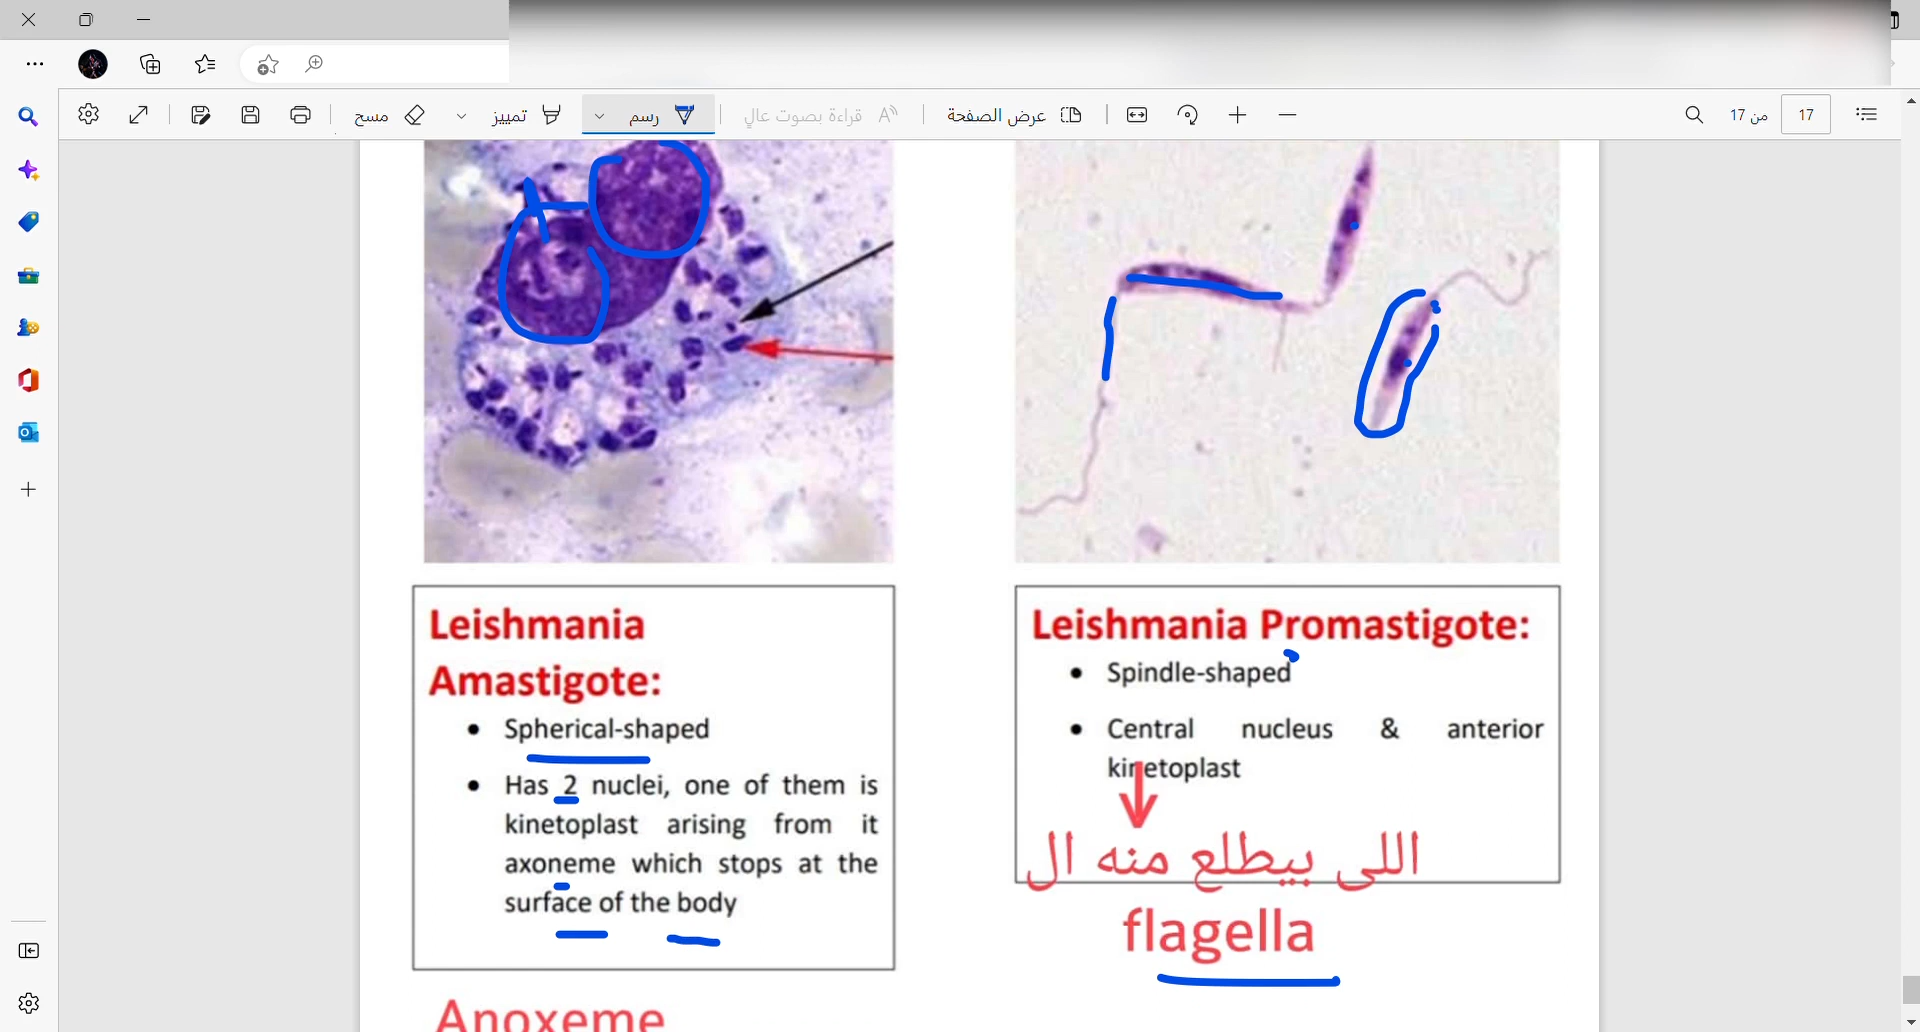 مسح
تمييز
رسم
قراءة بصوت عالٍ
عرض الصفحة
من 17
17
Leishmania
Amastigote:
• Spherical-shaped
• Has 2 nuclei, one of them is
kinetoplast arising from it
axoneme which stops at the
surface of the body
Anoxeme
Leishmania Promastigote:
• Spindle-shaped
• Central nucleus & anterior
kinetoplast
اللى بيطلع منه ال
flagella